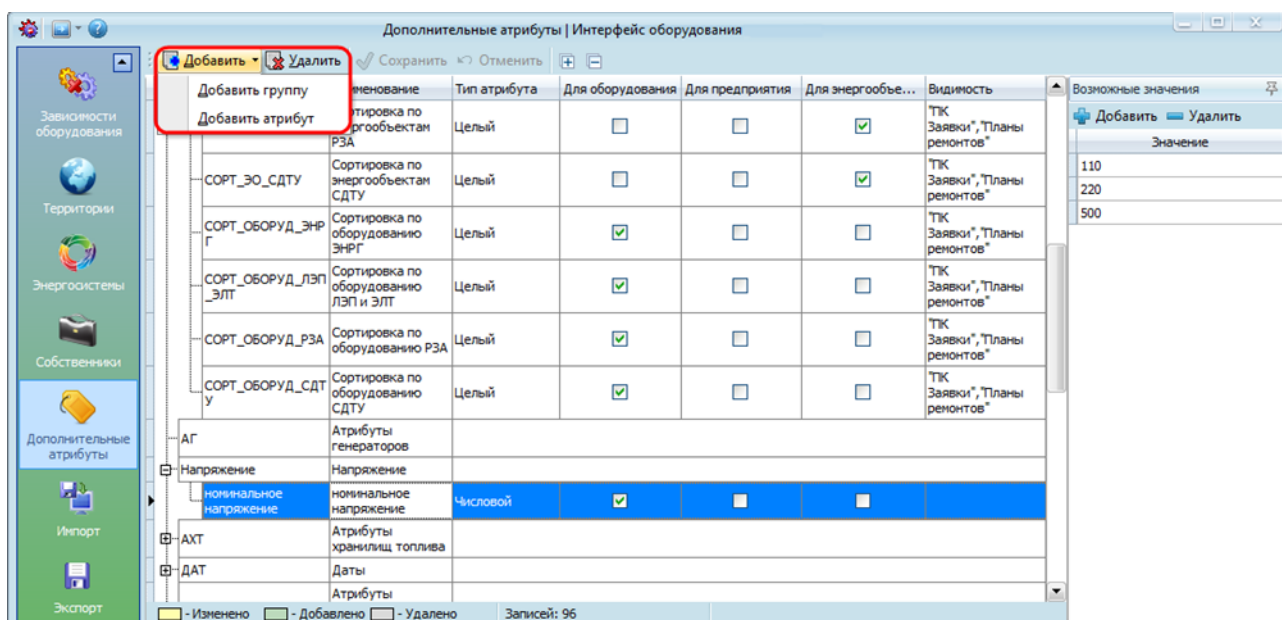 Дополнительные атрибуты | Интерфейс оборудования
Добавить Удалить Сохранить Отменить
Добавить группу
Добавить атрибут
Тип атрибута Для оборудования Для предприятия Для энергообъе... Видимость
Возможные значения
Добавить Удалить
Значение
110
220
500
Зависимости
оборудования
Территории
Энергосистемы
Собственники
Дополнительные
атрибуты
Импорт
Экспорт
РЗА
Целый
"ПК
Заявки","Планы
ремонтов"
СОРТ_ЭО_СДТУ
Сортировка по
энергообъектам
СДТУ
Целый
"ПК
Заявки","Планы
ремонтов"
СОРТ_ОБОРУД_ЭНР
Г
Сортировка по
оборудованию
ЭНРГ
Целый
"ПК
Заявки","Планы
ремонтов"
СОРТ_ОБОРУД_ЛЭП
_ЭЛТ
Сортировка по
оборудованию
ЛЭП и ЭЛТ
Целый
"ПК
Заявки","Планы
ремонтов"
СОРТ_ОБОРУД_РЗА
Сортировка по
оборудованию РЗА
Целый
"ПК
Заявки","Планы
ремонтов"
СОРТ_ОБОРУД_СДТ
У
Сортировка по
оборудованию
СДТУ
Целый
"ПК
Заявки","Планы
ремонтов"
АГ
Атрибуты
генераторов
Напряжение
Напряжение
номинальное
напряжение
номинальное
напряжение
Числовой
АХТ
Атрибуты
хранилищ топлива
ДАТ
Даты
Атрибуты
- Изменено - Добавлено - Удалено Записей: 96